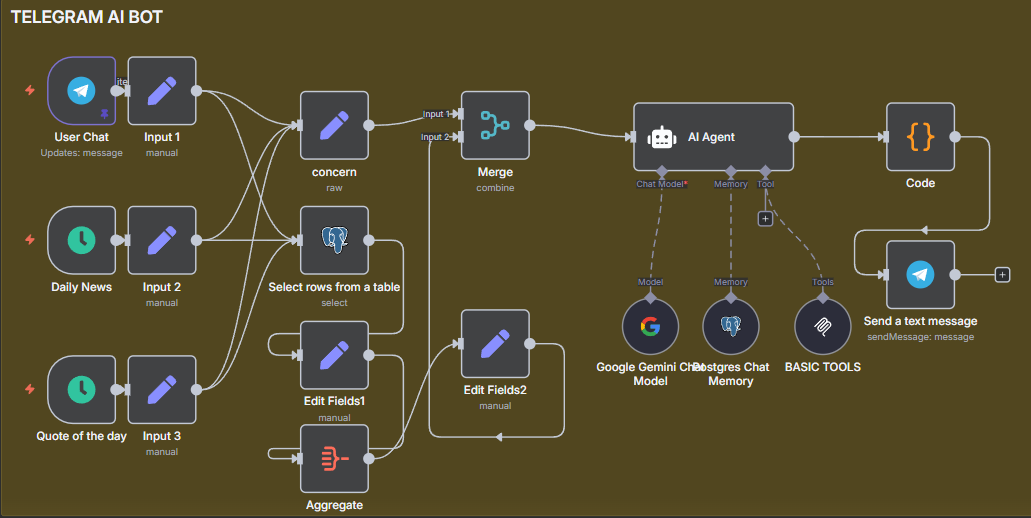 TELEGRAM AI BOT
ite
User Chat
Updates: message
Input 1
manual
concern
raw
Input 1
Input 2
Merge
combine
AI Agent
Chat Model*
Memory
Tool
Code
Daily News
Input 2
manual
Select rows from a table
select
Model
Memory
Tools
Google Gemini Chat
Model
Postgres Chat
Memory
BASIC TOOLS
Send a text message
sendMessage: message
Edit Fields1
manual
Edit Fields2
manual
Quote of the day
Input 3
manual
Aggregate